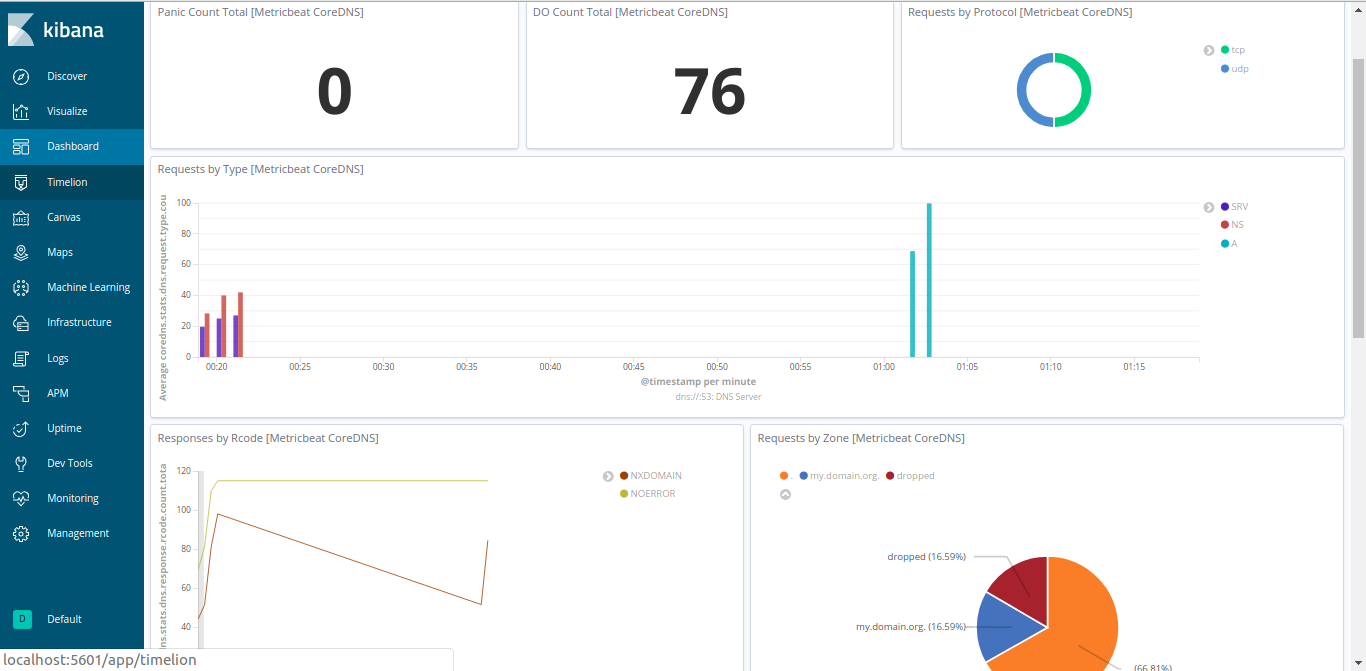 kibana
Discover
Visualize
Dashboard
Timelion
Canvas
Maps
Machine Learning
Infrastructure
Logs
APM
Uptime
Dev Tools
Monitoring
Management
D Default
localhost:5601/app/timelion
Panic Count Total [Metricbeat CoreDNS]
0
DO Count Total [Metricbeat CoreDNS]
76
Requests by Protocol [Metricbeat CoreDNS]
tcp
udp
Requests by Type [Metricbeat CoreDNS]
Average coredns.stats.dns.request.type.cou
100
80
60
40
20
0
00:20 00:25 00:30 00:35 00:40 00:45 00:50 00:55 01:00 01:05 01:10 01:15
@timestamp per minute
dns://:53: DNS Server
SRV
NS
A
Responses by Rcode [Metricbeat CoreDNS]
ns.stats.dns.response.rcode.count.tota
120
100
80
60
40
NXDOMAIN
NOERROR
Requests by Zone [Metricbeat CoreDNS]
. my.domain.org. dropped
dropped (16.59%)
my.domain.org. (16.59%)
(66.81%)